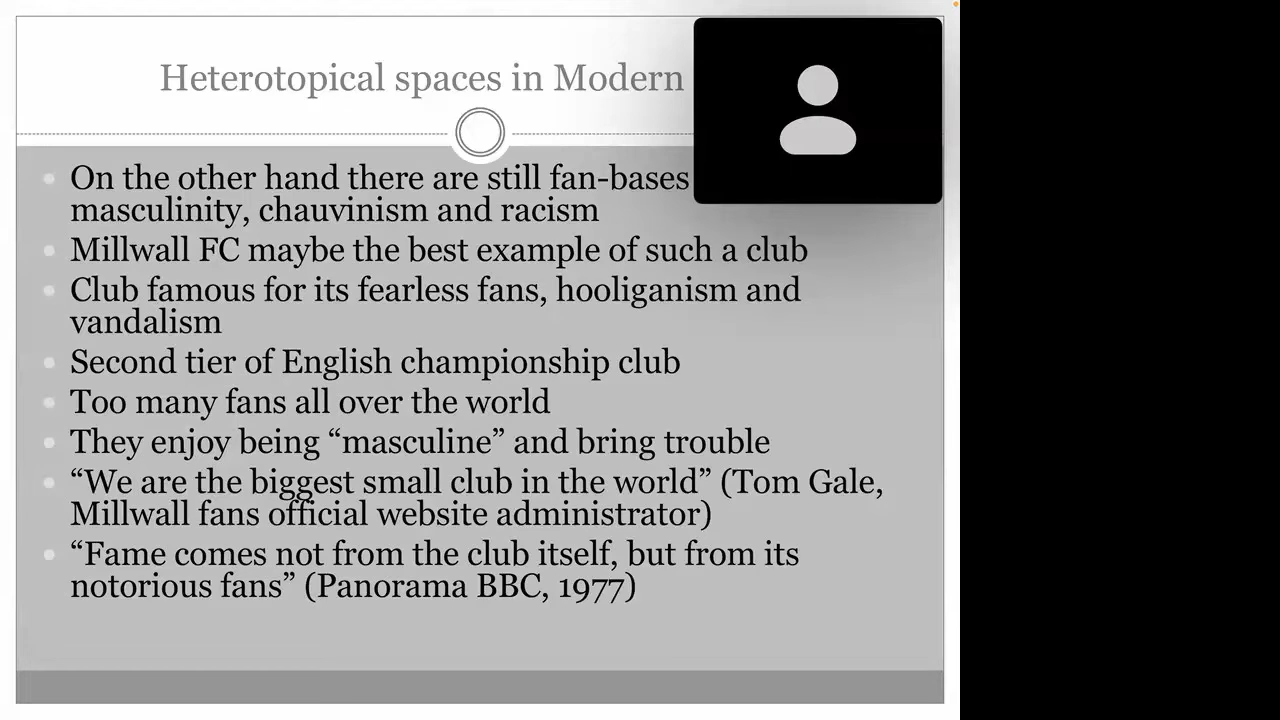 Heterotopical spaces in Modern
On the other hand there are still fan-bases
masculinity, chauvinism and racism
Millwall FC maybe the best example of such a club
Club famous for its fearless fans, hooliganism and
vandalism
Second tier of English championship club
Too many fans all over the world
They enjoy being “masculine” and bring trouble
“We are the biggest small club in the world” (Tom Gale,
Millwall fans official website administrator)
“Fame comes not from the club itself, but from its
notorious fans” (Panorama BBC, 1977)